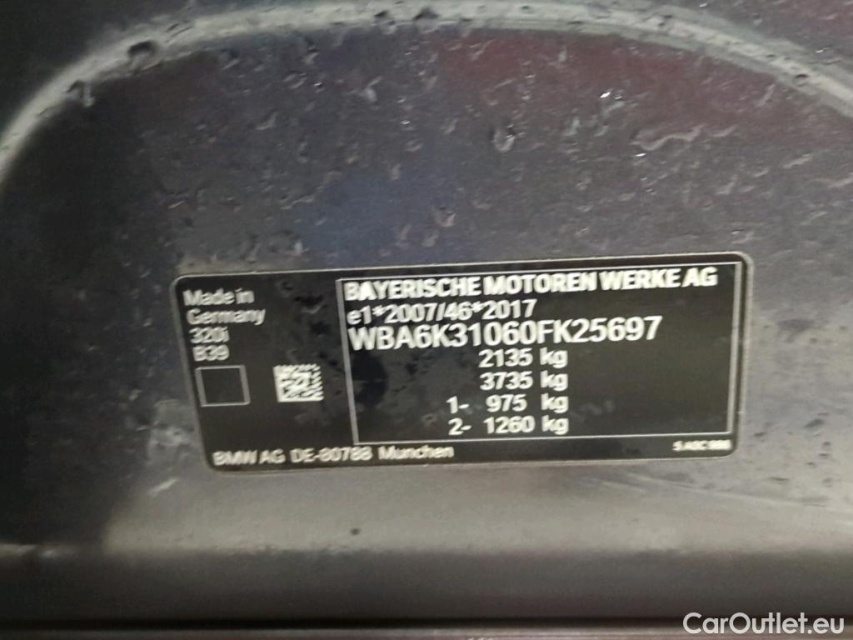 Made in
Germany
320i
B39
BAYERISCHE MOTOREN WERKE AG
e1*2007/46*2017
WBA6K31060FK25697
2135 kg
3735 kg
1- 975 kg
2- 1260 kg
BMW AG DE-80788 Munchen
CarOutlet.eu